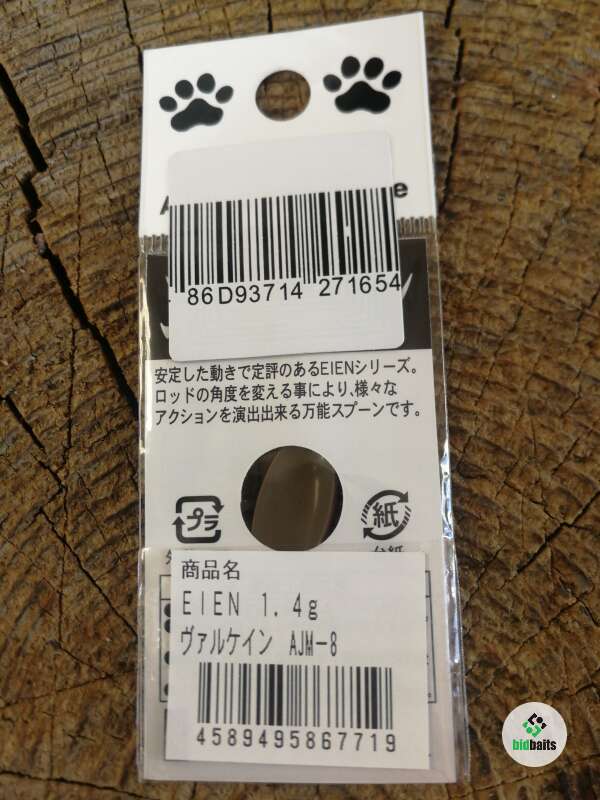 86D93714 271654
安定した動きで定評のあるEIENシリーズ。
ロッドの角度を変える事により、様々な
アクションを演出出来る万能スプーンです。
プラ
紙
商品名
EIEN 1.4g
ヴァルケイン AJM-8
4589495867719
bidbaits